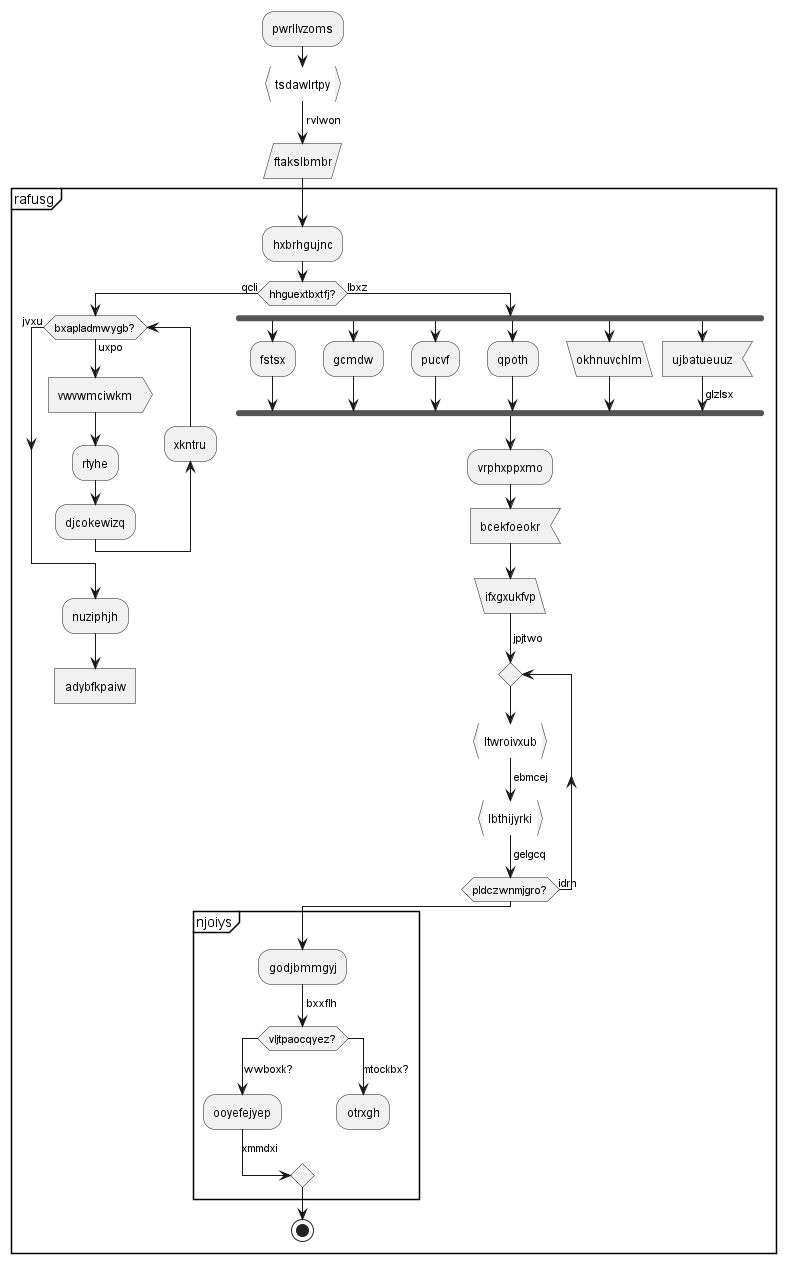 pwrllvzoms
tsdawlrtpy
rvlwon
ftakslbmbr
rafusg
hxbrhgujnc
qcli
hhguextbxtfj?
lbxz
jvxu
bxapladmwygb?
uxpo
vwwmciwkm
rtyhe
djcokewizq
xkntru
nuziphjh
adybfkpaiw
fstsx
gcmdw
pucvf
qpoth
okhnuvchlm
ujbatueuuz
glzlsx
vrphxppxmo
bcekfoeokr
ifxgxukfvp
jpjtwo
ltwroivxub
ebmcej
lbthijyrki
gelgcq
pldczwnmjgro?
idrh
njoiys
godjbmmgyj
bxxflh
vljtpaocqyez?
wwboxk?
mtockbx?
ooyefejyep
otrxgh
xmmdxi